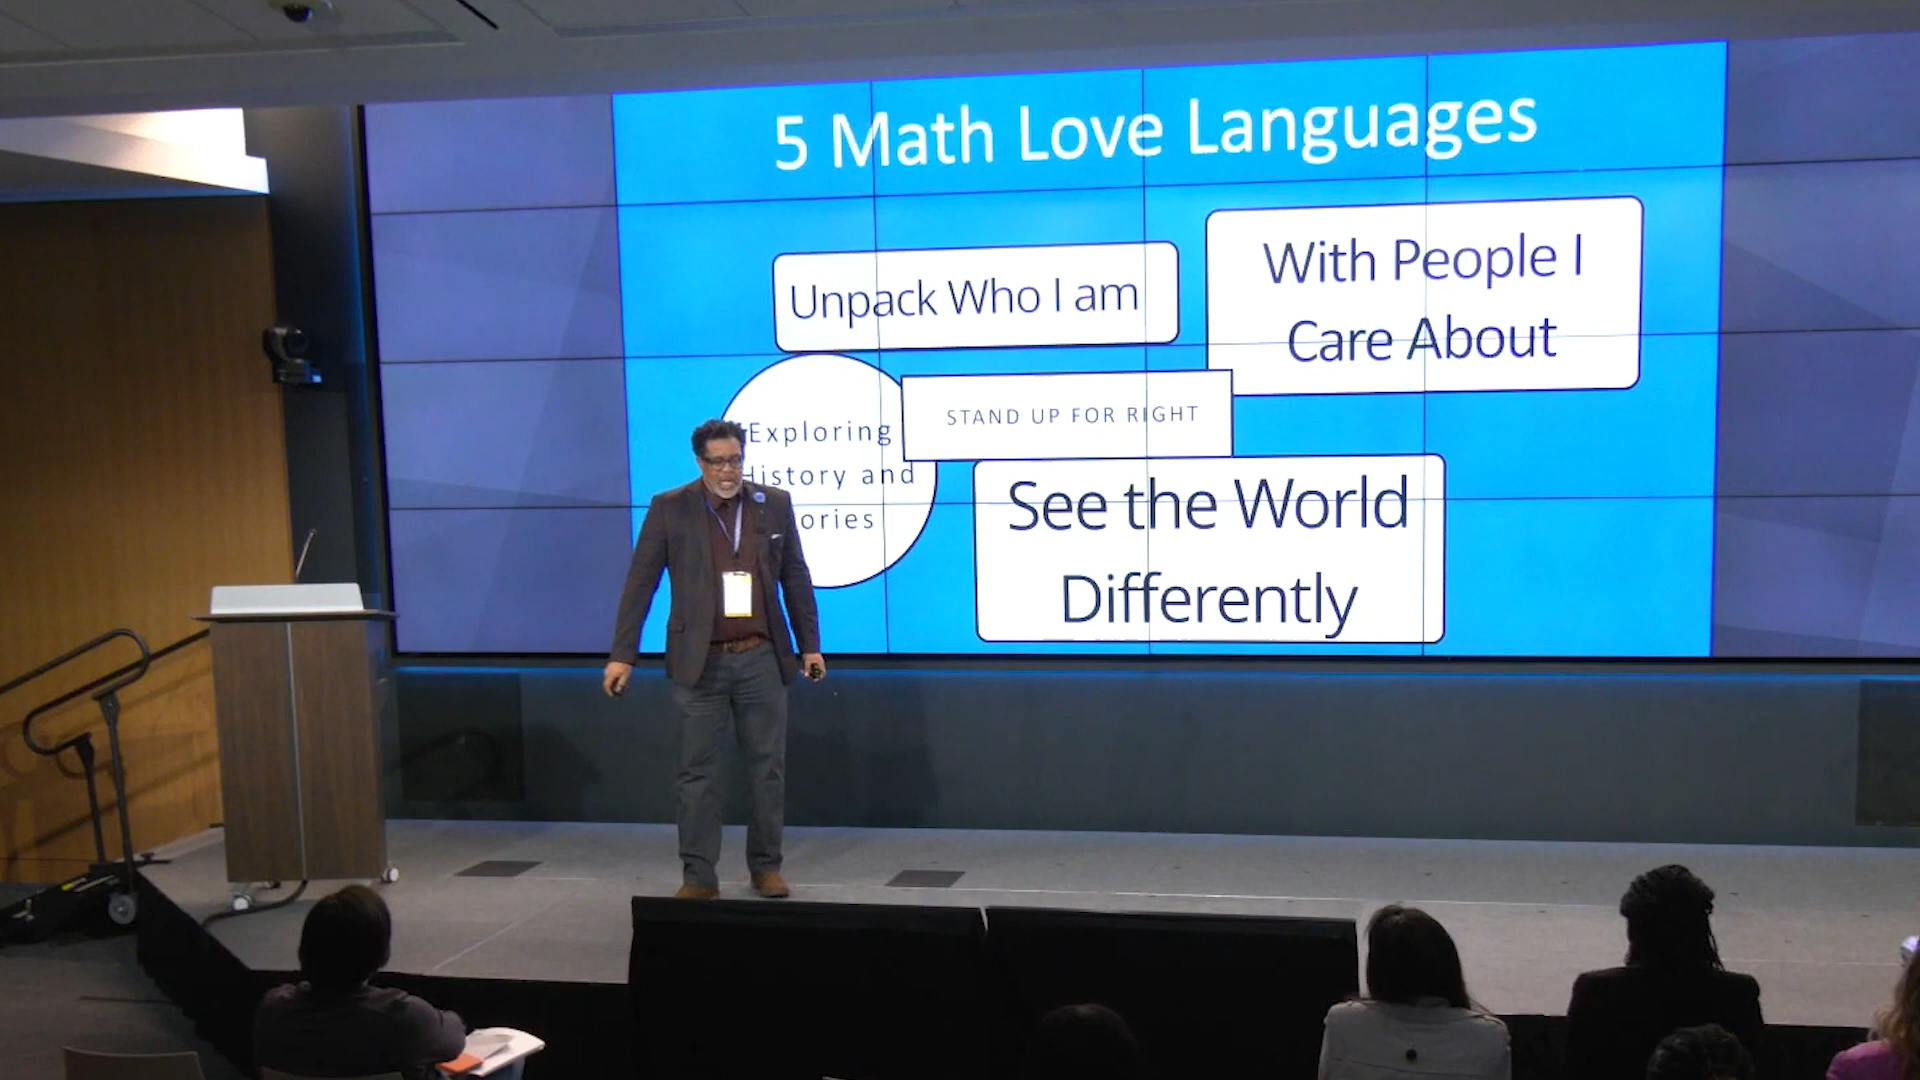 5 Math Love Languages
Unpack Who I am
With People I
Care About
STAND UP FOR RIGHT
Exploring
History and
ories
See the World
Differently